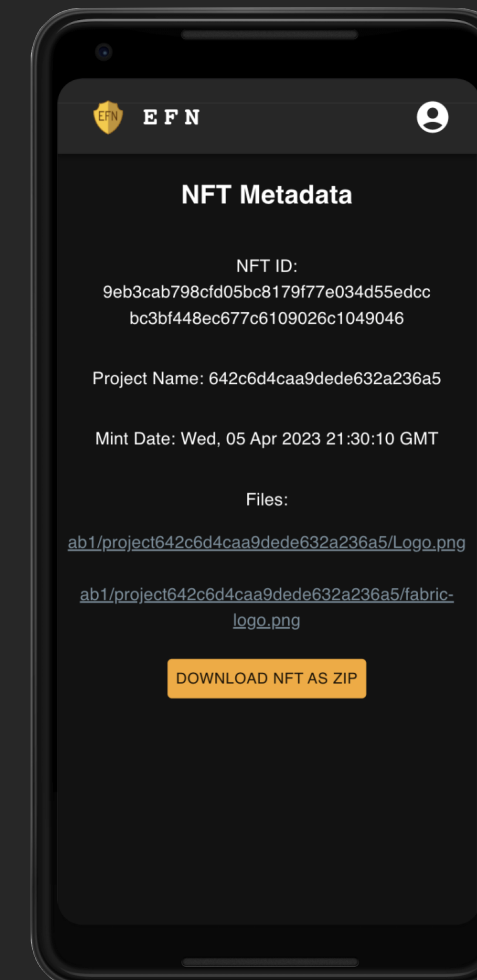 EFN
EFN
NFT Metadata
NFT ID:
9eb3cab798cfd05bc8179f77e034d55edcc
bc3bf448ec677c6109026c1049046
Project Name: 642c6d4caa9dede632a236a5
Mint Date: Wed, 05 Apr 2023 21:30:10 GMT
Files:
ab1/project642c6d4caa9dede632a236a5/Logo.png
ab1/project642c6d4caa9dede632a236a5/fabric-
logo.png
DOWNLOAD NFT AS ZIP